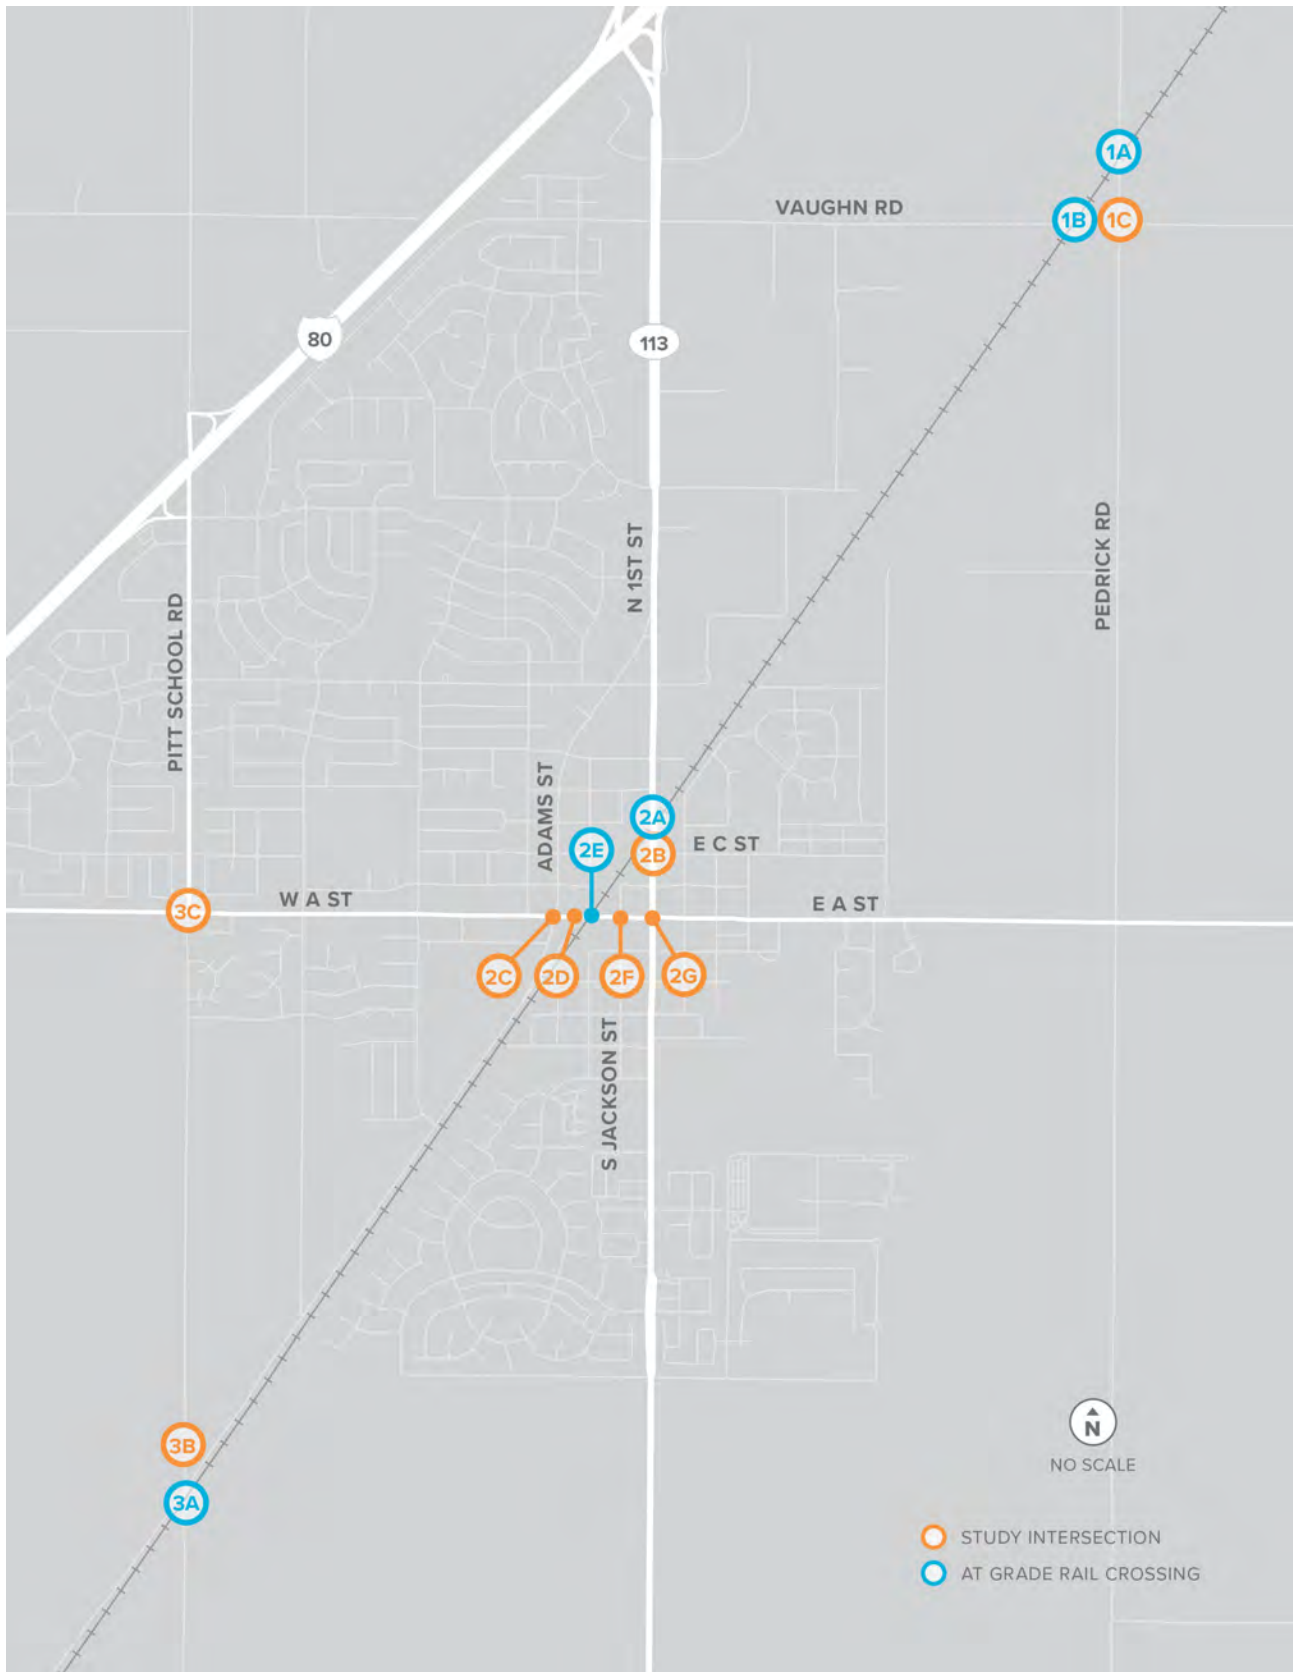 1A
VAUGHN RD
1B
1C
80
113
N 1ST ST
PEDRICK RD
PITT SCHOOL RD
ADAMS ST
2A
2E
2B
E C ST
3C
W A ST
E A ST
2C
2D
2F
2G
S JACKSON ST
3B
N
NO SCALE
3A
STUDY INTERSECTION
AT GRADE RAIL CROSSING